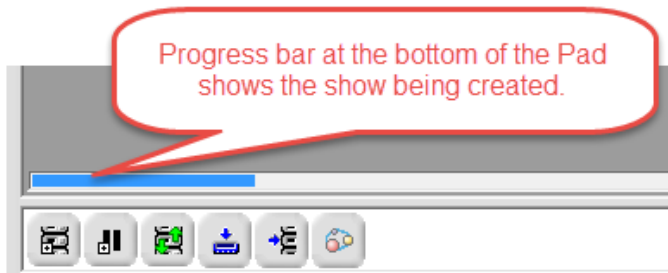 Progress bar at the bottom of the Pad
shows the show being created.